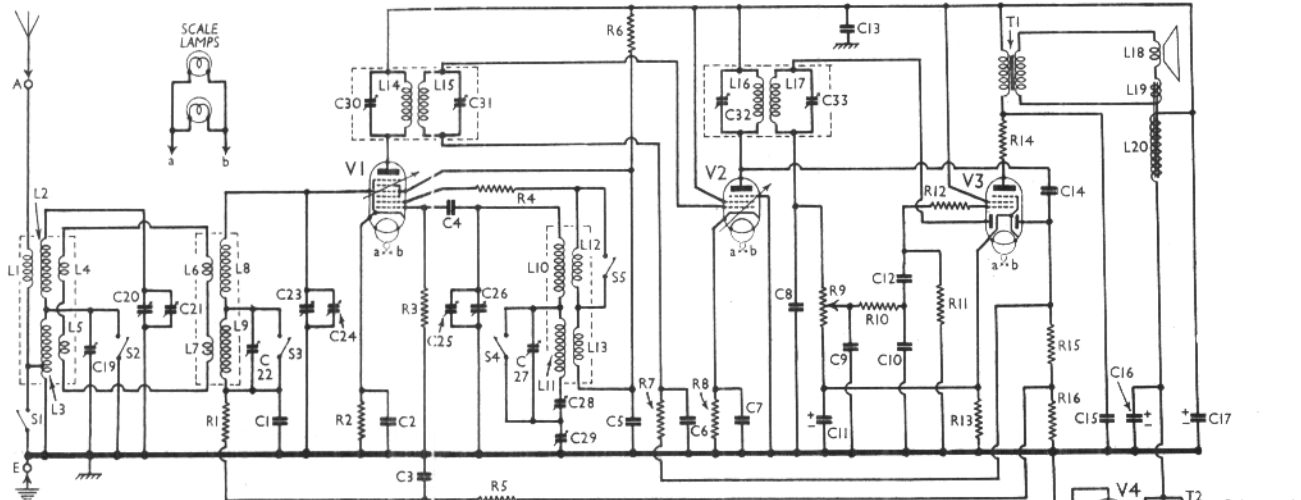 SCALE
LAMPS
R6
C13
T1
L18
A
C30
L14
L15
C31
L16
C32
L17
C33
L19
L20
a
b
V1
V2
V3
R14
R4
R12
C14
L2
C4
a
b
a
b
a
b
L1
L4
L6
L8
L10
L12
S5
C20
C21
C23
C24
R3
C25
C26
C8
R9
C12
R10
R11
L5
C19
S2
L7
L9
C
22
S3
S4
C
27
L13
L11
C9
C10
R15
L3
S1
R1
C1
R2
C2
C28
C29
C5
R7
C6
R8
C7
+
−
C11
R13
R16
C15
C16
+
−
+
−
C17
E
C3
R5
V4
T2